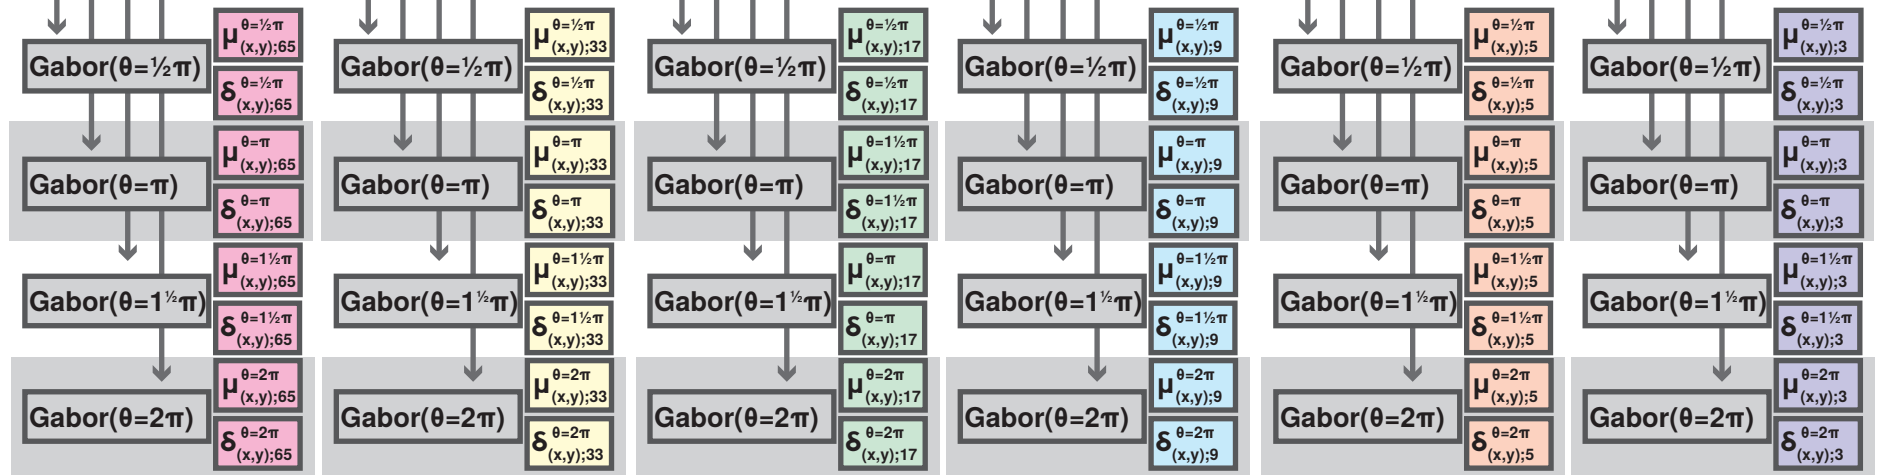 Gabor(θ=½π)
μ θ=½π (x,y);65
δ θ=½π (x,y);65
Gabor(θ=π)
μ θ=π (x,y);65
δ θ=π (x,y);65
Gabor(θ=1½π)
μ θ=1½π (x,y);65
δ θ=1½π (x,y);65
Gabor(θ=2π)
μ θ=2π (x,y);65
δ θ=2π (x,y);65
Gabor(θ=½π)
μ θ=½π (x,y);33
δ θ=½π (x,y);33
Gabor(θ=π)
μ θ=π (x,y);33
δ θ=π (x,y);33
Gabor(θ=1½π)
μ θ=1½π (x,y);33
δ θ=1½π (x,y);33
Gabor(θ=2π)
μ θ=2π (x,y);33
δ θ=2π (x,y);33
Gabor(θ=½π)
μ θ=½π (x,y);17
δ θ=½π (x,y);17
Gabor(θ=π)
μ θ=1½π (x,y);17
δ θ=1½π (x,y);17
Gabor(θ=1½π)
μ θ=π (x,y);17
δ θ=π (x,y);17
Gabor(θ=2π)
μ θ=2π (x,y);17
δ θ=2π (x,y);17
Gabor(θ=½π)
μ θ=½π (x,y);9
δ θ=½π (x,y);9
Gabor(θ=π)
μ θ=π (x,y);9
δ θ=π (x,y);9
Gabor(θ=1½π)
μ θ=1½π (x,y);9
δ θ=1½π (x,y);9
Gabor(θ=2π)
μ θ=2π (x,y);9
δ θ=2π (x,y);9
Gabor(θ=½π)
μ θ=½π (x,y);5
δ θ=½π (x,y);5
Gabor(θ=π)
μ θ=π (x,y);5
δ θ=π (x,y);5
Gabor(θ=1½π)
μ θ=1½π (x,y);5
δ θ=1½π (x,y);5
Gabor(θ=2π)
μ θ=2π (x,y);5
δ θ=2π (x,y);5
Gabor(θ=½π)
μ θ=½π (x,y);3
δ θ=½π (x,y);3
Gabor(θ=π)
μ θ=π (x,y);3
δ θ=π (x,y);3
Gabor(θ=1½π)
μ θ=1½π (x,y);3
δ θ=1½π (x,y);3
Gabor(θ=2π)
μ θ=2π (x,y);3
δ θ=2π (x,y);3